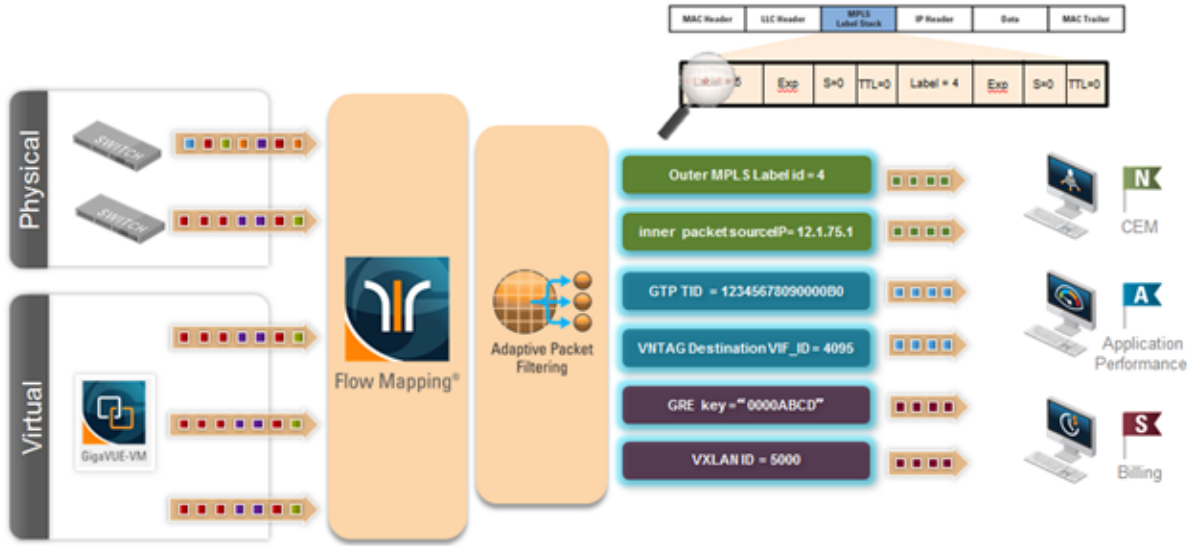 MAC Header
LLC Header
MPLS
Label Stack
IP Header
Data
MAC Trailer
Label = 5
Exp
S=0
TTL=0
Label = 4
Exp
S=0
TTL=0
Physical
SWITCH
SWITCH
Virtual
GigaVUE-VM
Flow Mapping®
Adaptive Packet
Filtering
Outer MPLS Label id = 4
inner packet sourceIP= 12.1.75.1
GTP TID = 12345678090000B0
VNTAG Destination VIF_ID = 4095
GRE key = "0000ABCD"
VXLAN ID = 5000
N
CEM
A
Application
Performance
S
Billing